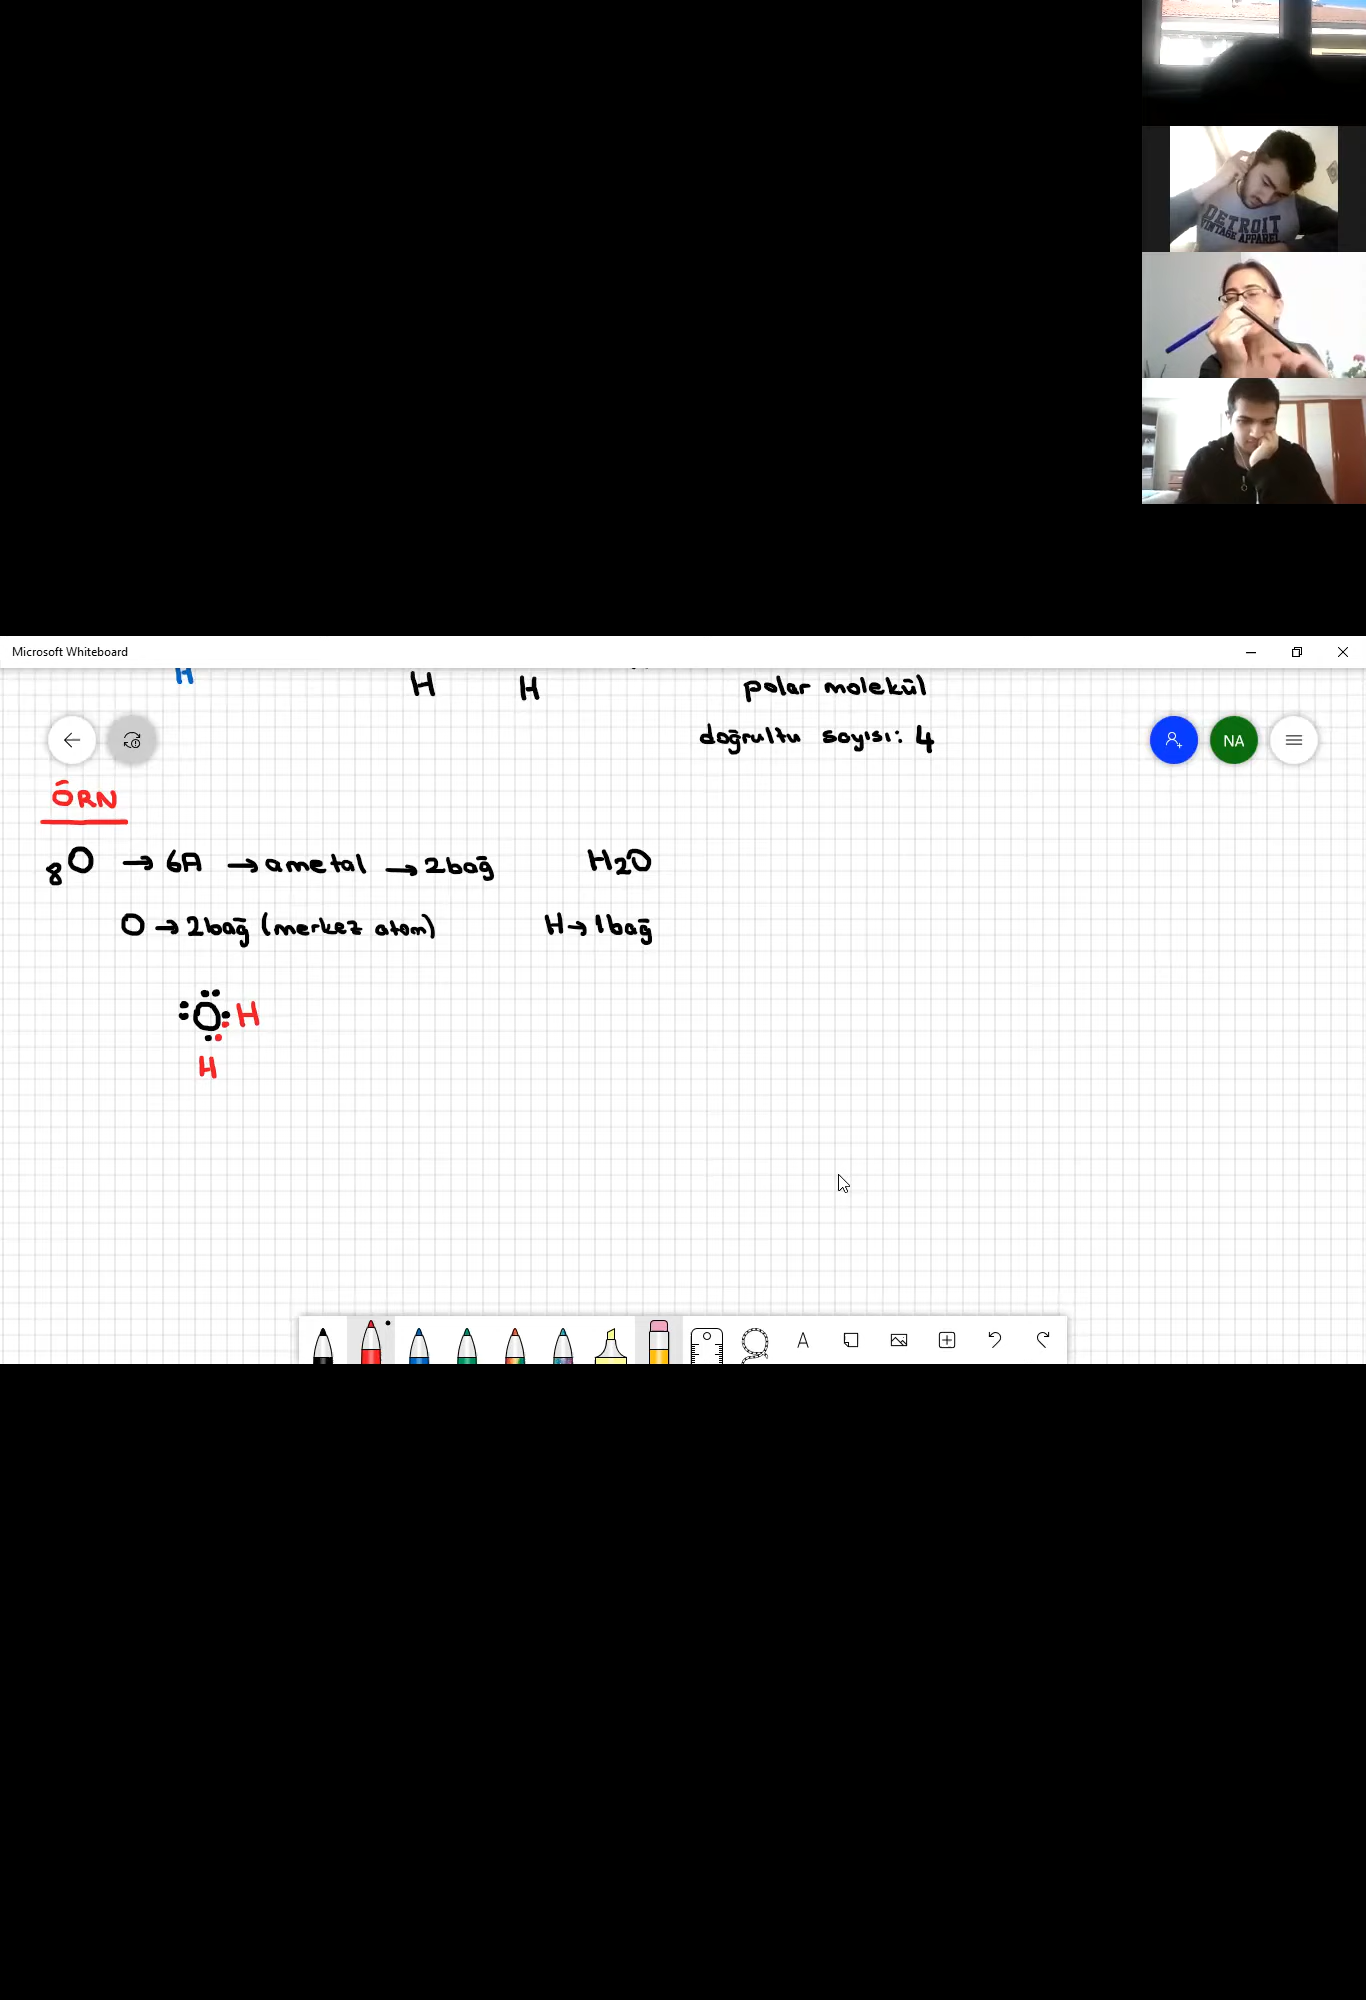 DETROIT
VINTAGE APPAREL
Microsoft Whiteboard
H
H H
polar molekül
doğrultu sayısı: 4
NA
ÖRN
8O → 6A → ametal → 2bağ H2O
O → 2bağ (merkez atom) H → 1bağ
:O: H
H
A